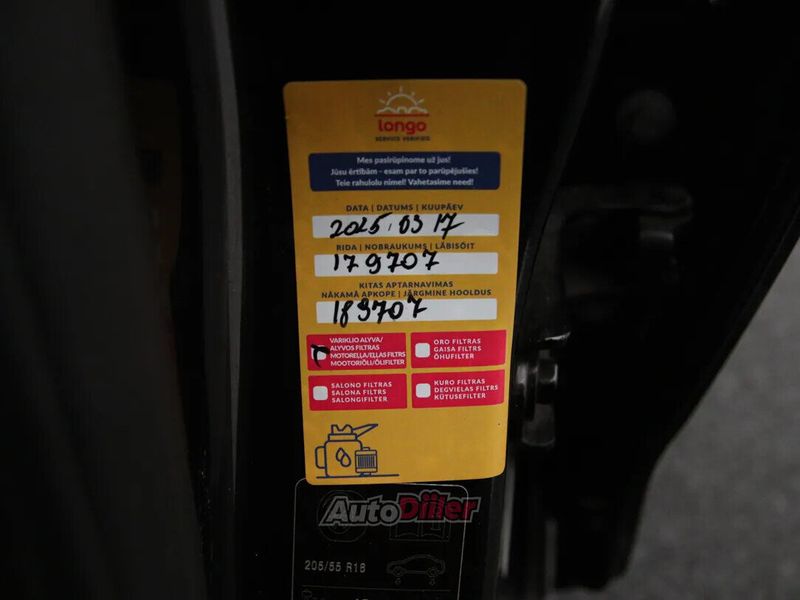 longo
SERVICE VERIFIED
Mes pasirūpinome už jus!
Jūsu ērtībām - esam par to parūpējušies!
Teie rahulolu nimel! Vahetasime need!
DATA | DATUMS | KUUPÄEV
2025.03 17
RIDA | NOBRAUKUMS | LÄBISÕIT
179707
KITAS APTARNAVIMAS
NĀKAMĀ APKOPE | JÄRGMINE HOOLDUS
189707
VARIKLIO ALYVA/
ALYVOS FILTRAS
MOTOREĻĻA/EĻĻAS FILTRS
MOOTORIÕLI/ÕLIFILTER
ORO FILTRAS
GAISA FILTRS
ÕHUFILTER
SALONO FILTRAS
SALONA FILTRS
SALONGIFILTER
KURO FILTRAS
DEGVIELAS FILTRS
KÜTUSEFILTER
AutoDiler
205/55 R16